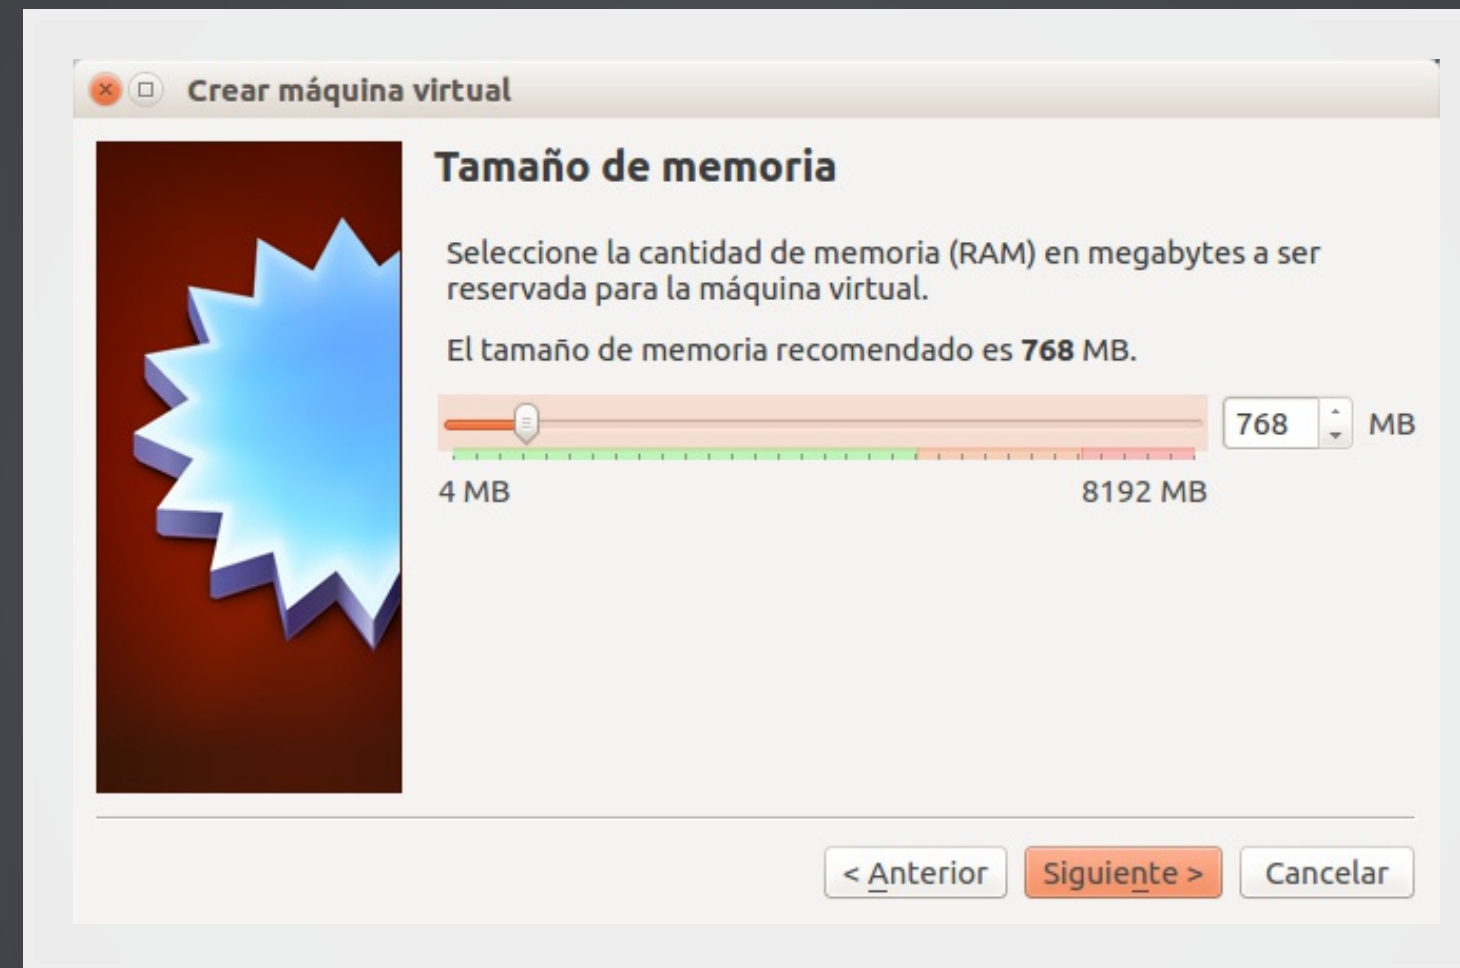 Crear máquina virtual
Tamaño de memoria
Seleccione la cantidad de memoria (RAM) en megabytes a ser
reservada para la máquina virtual.
El tamaño de memoria recomendado es 768 MB.
768 MB
4 MB 8192 MB
< Anterior Siguiente > Cancelar